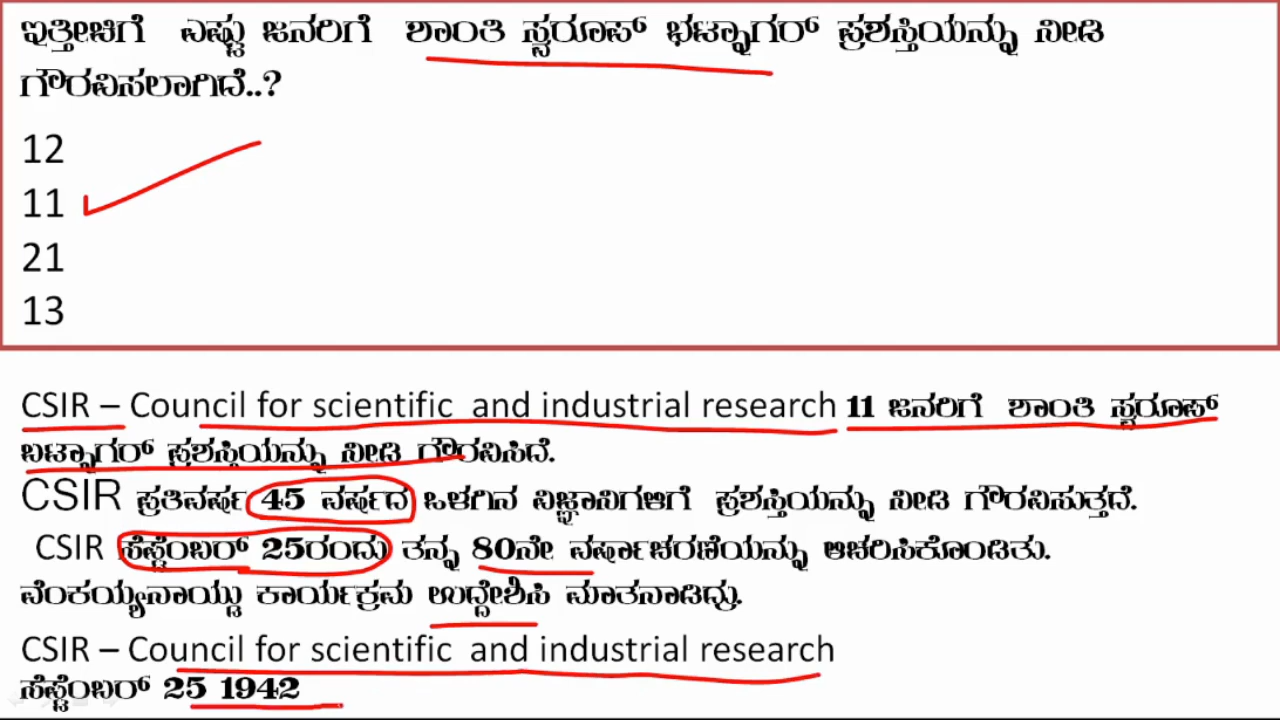 ಇತ್ತೀಚಿಗೆ ಎಷ್ಟು ಜನರಿಗೆ ಶಾಂತಿ ಸ್ವರೂಪ್ ಭಟ್ನಾಗರ್ ಪ್ರಶಸ್ತಿಯನ್ನು ನೀಡಿ
ಗೌರವಿಸಲಾಗಿದೆ..?
12
11
21
13
CSIR – Council for scientific and industrial research 11 ಜನರಿಗೆ ಶಾಂತಿ ಸ್ವರೂಪ್
ಬಟ್ನಾಗರ್ ಪ್ರಶಸ್ತಿಯನ್ನು ನೀಡಿ ಗೌರವಿಸಿದೆ.
CSIR ಪ್ರತಿವರ್ಷ 45 ವರ್ಷದ ಒಳಗಿನ ವಿಜ್ಞಾನಿಗಳಿಗೆ ಪ್ರಶಸ್ತಿಯನ್ನು ನೀಡಿ ಗೌರವಿಸುತ್ತದೆ.
CSIR ಸೆಪ್ಟೆಂಬರ್ 25ರಂದು ತನ್ನ 80ನೇ ವರ್ಷಾಚರಣೆಯನ್ನು ಆಚರಿಸಿಕೊಂಡಿತು.
ವೆಂಕಯ್ಯನಾಯ್ಡು ಕಾರ್ಯಕ್ರಮ ಉದ್ದೇಶಿಸಿ ಮಾತನಾಡಿದ್ರು.
CSIR – Council for scientific and industrial research
ಸೆಪ್ಟೆಂಬರ್ 25 1942